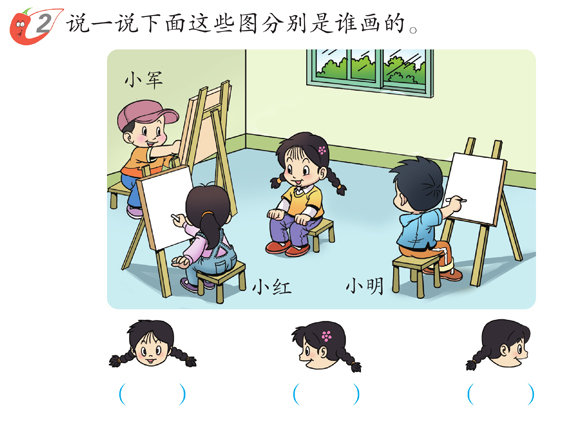 2 说一说下面这些图分别是谁画的。
小军
小红
小明
(　　) (　　) (　　)